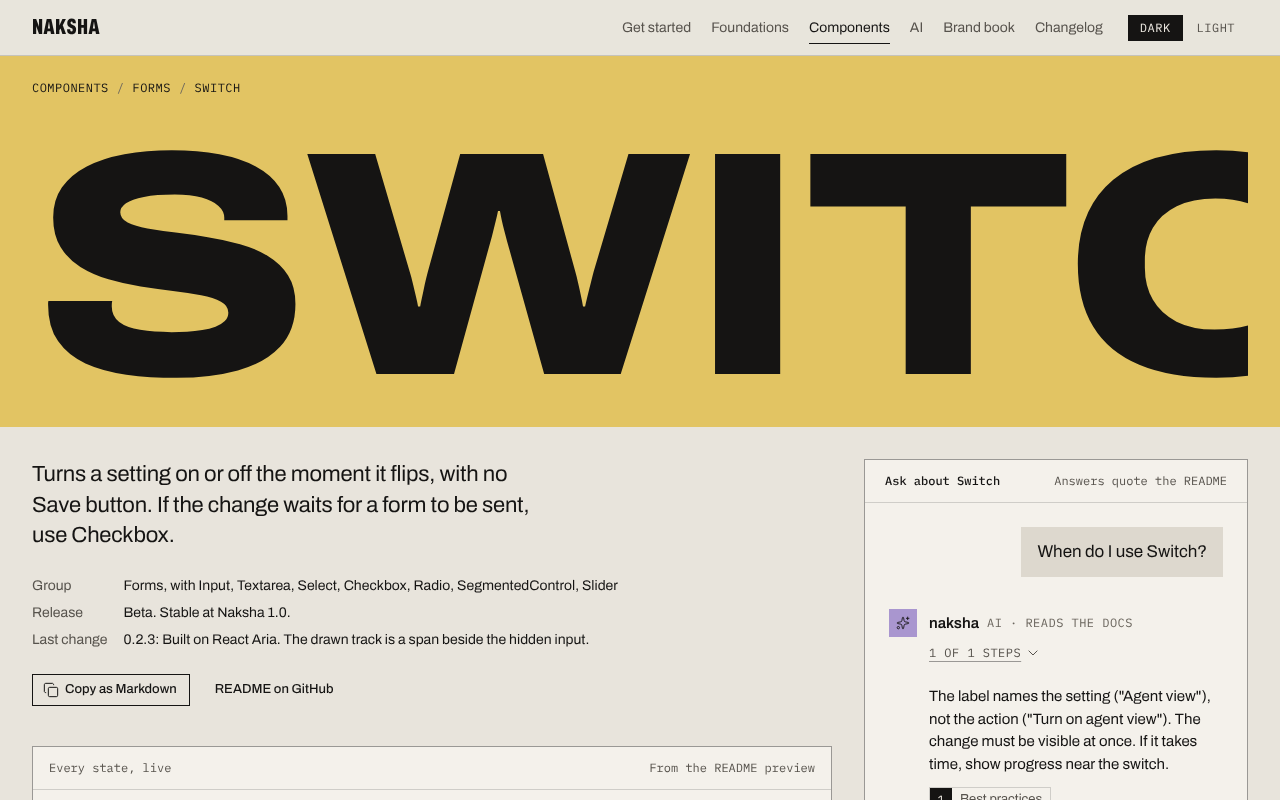 NAKSHA
Get started Foundations Components AI Brand book Changelog DARK LIGHT
COMPONENTS / FORMS / SWITCH
SWITC
Turns a setting on or off the moment it flips, with no
Save button. If the change waits for a form to be sent,
use Checkbox.
Group Forms, with Input, Textarea, Select, Checkbox, Radio, SegmentedControl, Slider
Release Beta. Stable at Naksha 1.0.
Last change 0.2.3: Built on React Aria. The drawn track is a span beside the hidden input.
Copy as Markdown README on GitHub
Every state, live From the README preview
Ask about Switch Answers quote the README
When do I use Switch?
naksha AI · READS THE DOCS
1 OF 1 STEPS
The label names the setting ("Agent view"),
not the action ("Turn on agent view"). The
change must be visible at once. If it takes
time, show progress near the switch.
1 Best practices